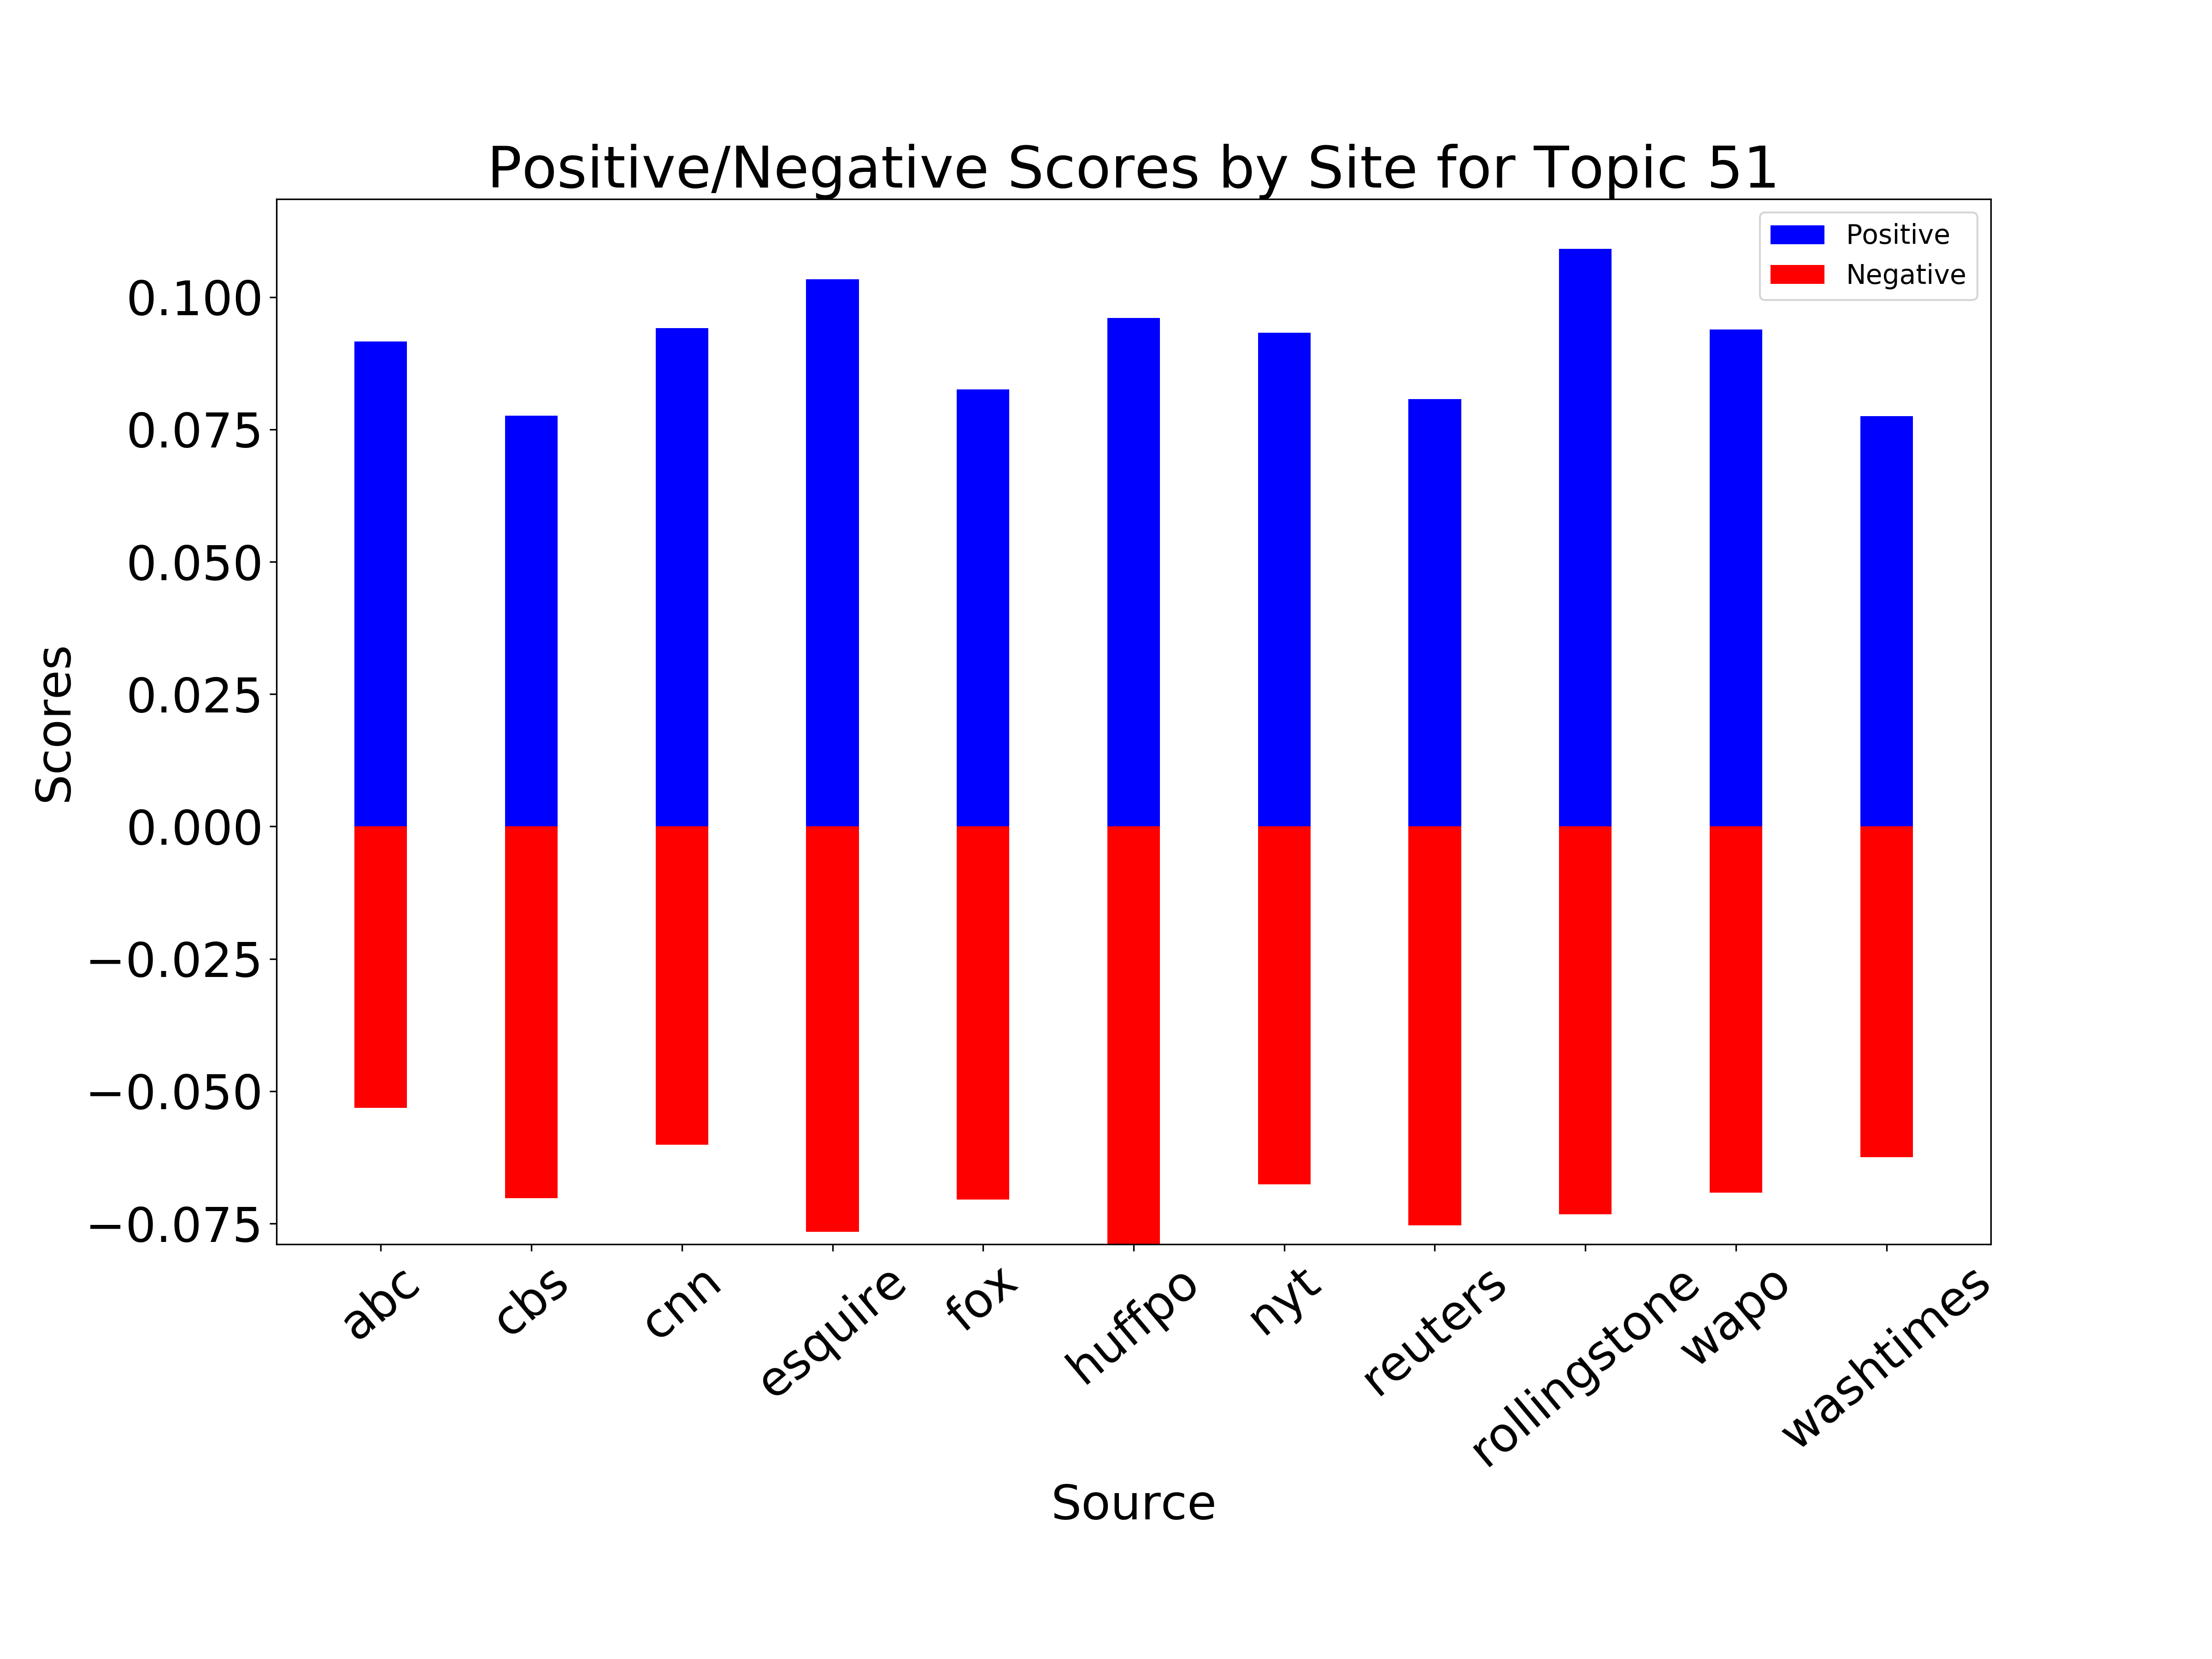 Positive/Negative Scores by Site for Topic 51
Positive
Negative
0.100
0.075
0.050
0.025
0.000
−0.025
−0.050
−0.075
Scores
abc
cbs
cnn
esquire
fox
huffpo
nyt
reuters
rollingstone
wapo
washtimes
Source